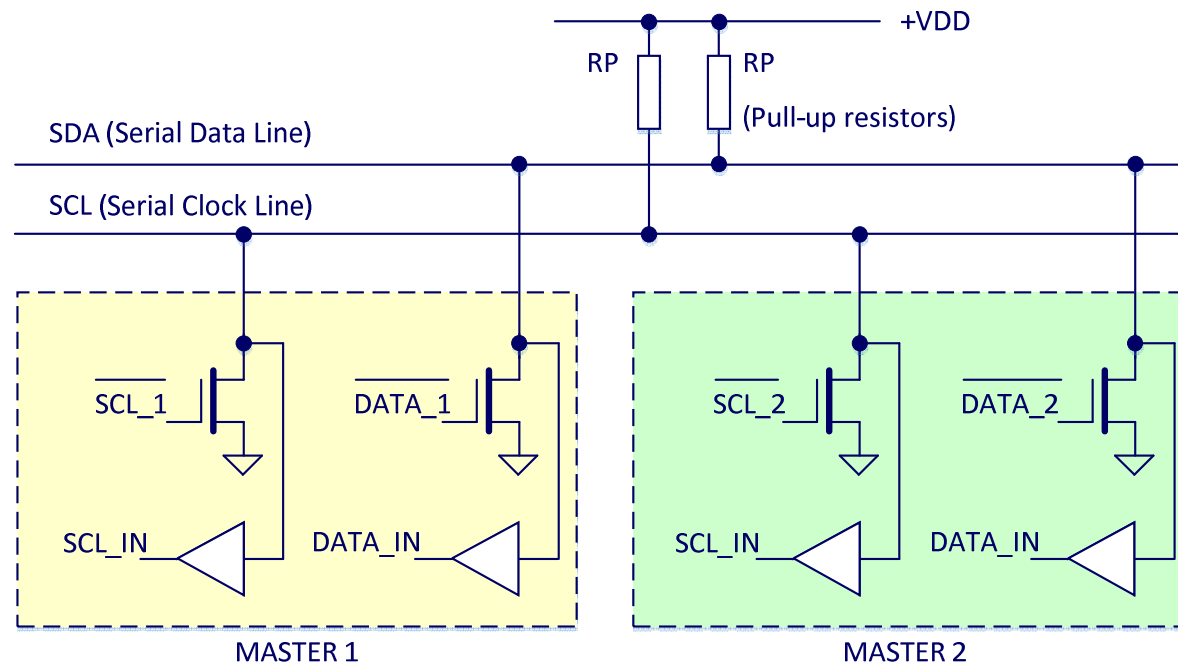 +VDD
RP
RP
(Pull-up resistors)
SDA (Serial Data Line)
SCL (Serial Clock Line)
SCL_1
DATA_1
SCL_2
DATA_2
SCL_IN
DATA_IN
SCL_IN
DATA_IN
MASTER 1
MASTER 2